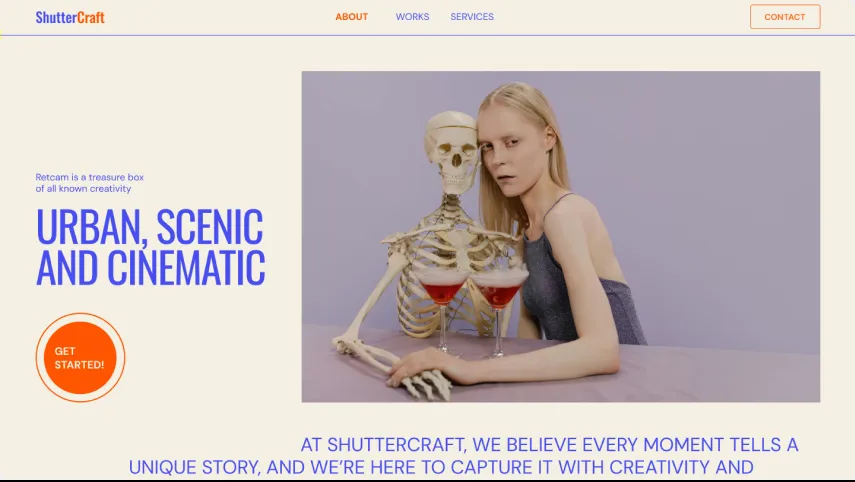 ShutterCraft
ABOUT WORKS SERVICES
CONTACT
Retcam is a treasure box
of all known creativity
URBAN, SCENIC
AND CINEMATIC
GET
STARTED!
AT SHUTTERCRAFT, WE BELIEVE EVERY MOMENT TELLS A
UNIQUE STORY, AND WE’RE HERE TO CAPTURE IT WITH CREATIVITY AND